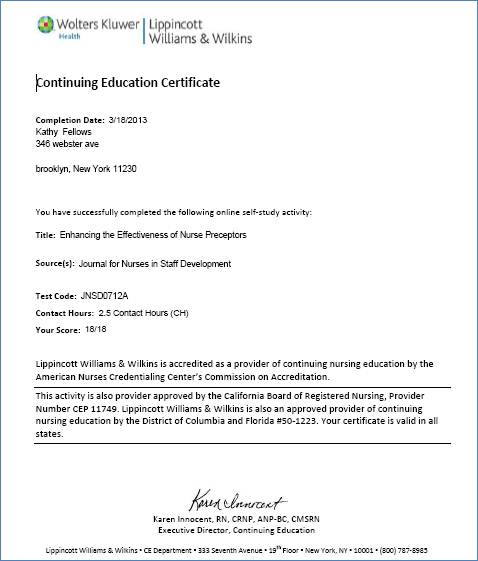 Wolters Kluwer | Lippincott
Health Williams & Wilkins
Continuing Education Certificate
Completion Date: 3/18/2013
Kathy Fellows
346 webster ave
brooklyn, New York 11230
You have successfully completed the following online self-study activity:
Title: Enhancing the Effectiveness of Nurse Preceptors
Source(s): Journal for Nurses in Staff Development
Test Code: JNSD0712A
Contact Hours: 2.5 Contact Hours (CH)
Your Score: 18/18
Lippincott Williams & Wilkins is accredited as a provider of continuing nursing education by the
American Nurses Credentialing Center's Commission on Accreditation.
This activity is also provider approved by the California Board of Registered Nursing, Provider
Number CEP 11749. Lippincott Williams & Wilkins is also an approved provider of continuing
nursing education by the District of Columbia and Florida #50-1223. Your certificate is valid in all
states.
Karen Innocent
Karen Innocent, RN, CRNP, ANP-BC, CMSRN
Executive Director, Continuing Education
Lippincott Williams & Wilkins • CE Department • 333 Seventh Avenue • 19th Floor • New York, NY • 10001 • (800) 787-8985